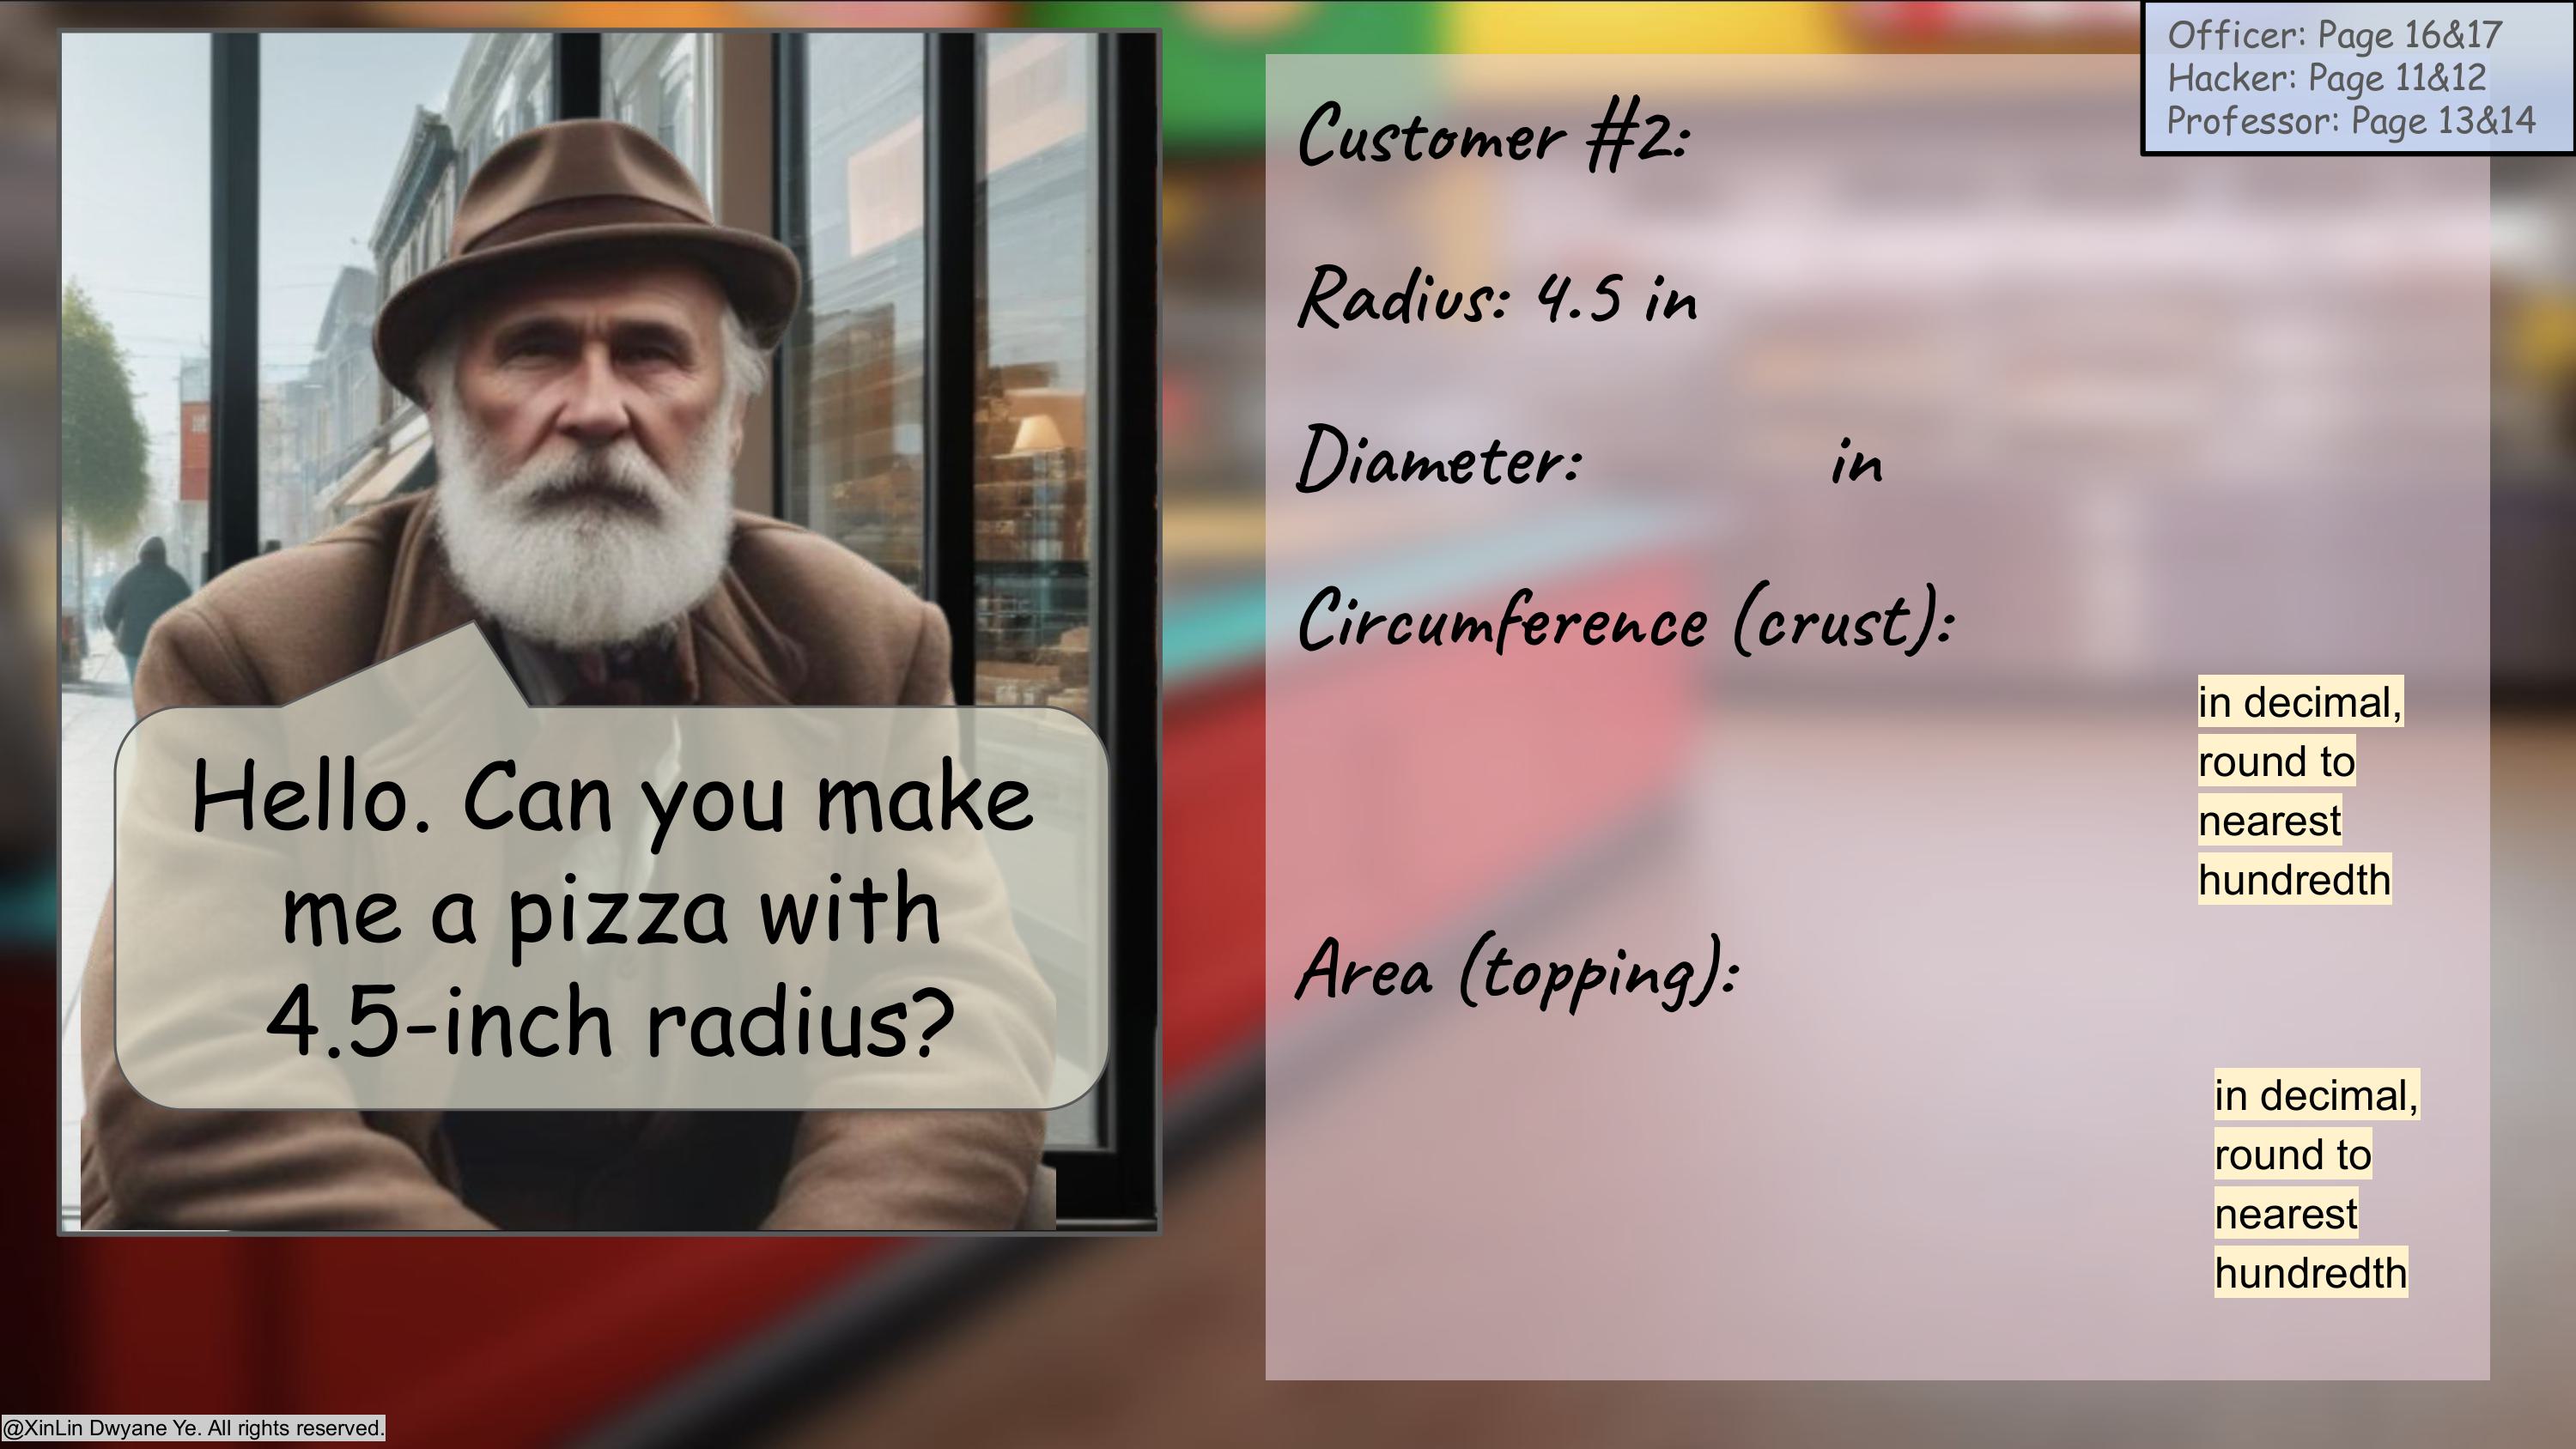 Officer: Page 16&17
Hacker: Page 11&12
Professor: Page 13&14
Customer #2:
Radius: 4.5 in
Diameter: in
Circumference (crust):
in decimal,
round to
nearest
hundredth
Area (topping):
in decimal,
round to
nearest
hundredth
Hello. Can you make
me a pizza with
4.5-inch radius?
@XinLin Dwyane Ye. All rights reserved.